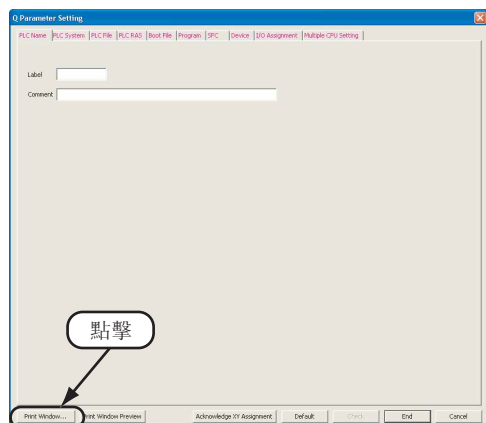 Q Parameter Setting
PLC Name PLC System PLC File PLC RAS Boot File Program SFC Device I/O Assignment Multiple CPU Setting
Label
Comment
點擊
Print Window... Print Window Preview Acknowledge XY Assignment Default Check End Cancel